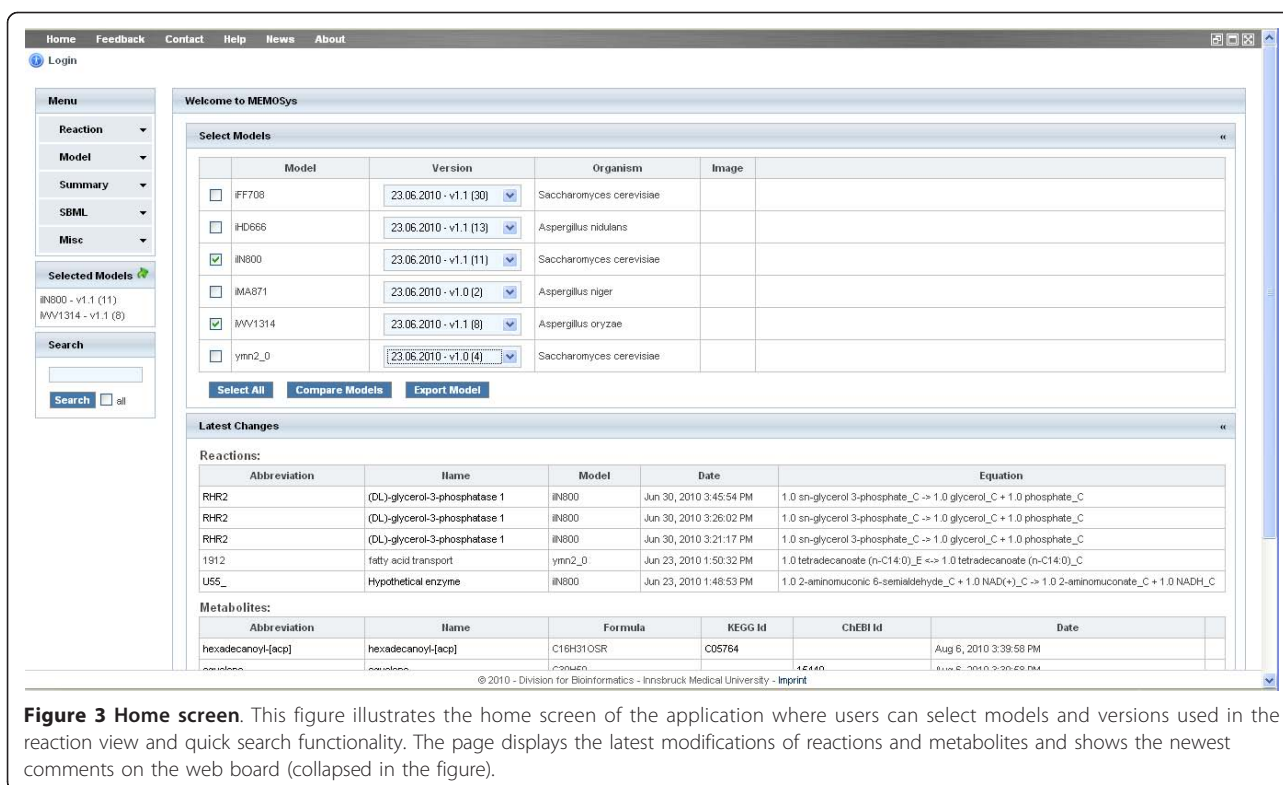 Home Feedback Contact Help News About
Login
Menu
Reaction
Model
Summary
SBML
Misc
Selected Models
iIN800 - v1.1 (11)
iWV1314 - v1.1 (8)
Search
Search all
Welcome to MEMOSys
Select Models «
Model Version Organism Image
iFF708 23.06.2010 - v1.1 (30) Saccharomyces cerevisiae
iHD666 23.06.2010 - v1.1 (13) Aspergillus nidulans
iIN800 23.06.2010 - v1.1 (11) Saccharomyces cerevisiae
iMA871 23.06.2010 - v1.0 (2) Aspergillus niger
iWV1314 23.06.2010 - v1.1 (8) Aspergillus oryzae
ymn2_0 23.06.2010 - v1.0 (4) Saccharomyces cerevisiae
Select All Compare Models Export Model
Latest Changes «
Reactions:
Abbreviation Name Model Date Equation
RHR2 (DL)-glycerol-3-phosphatase 1 iIN800 Jun 30, 2010 3:45:54 PM 1.0 sn-glycerol 3-phosphate_C -> 1.0 glycerol_C + 1.0 phosphate_C
RHR2 (DL)-glycerol-3-phosphatase 1 iIN800 Jun 30, 2010 3:26:02 PM 1.0 sn-glycerol 3-phosphate_C -> 1.0 glycerol_C + 1.0 phosphate_C
RHR2 (DL)-glycerol-3-phosphatase 1 iIN800 Jun 30, 2010 3:21:17 PM 1.0 sn-glycerol 3-phosphate_C -> 1.0 glycerol_C + 1.0 phosphate_C
1912 fatty acid transport ymn2_0 Jun 23, 2010 1:50:32 PM 1.0 tetradecanoate (n-C14:0)_E <-> 1.0 tetradecanoate (n-C14:0)_C
U55_ Hypothetical enzyme iIN800 Jun 23, 2010 1:48:53 PM 1.0 2-aminomuconic 6-semialdehyde_C + 1.0 NAD(+)_C -> 1.0 2-aminomuconate_C + 1.0 NADH_C
Metabolites:
Abbreviation Name Formula KEGG Id ChEBI Id Date
hexadecanoyl-[acp] hexadecanoyl-[acp] C16H31OSR C05764 Aug 6, 2010 3:39:58 PM
© 2010 - Division for Bioinformatics - Innsbruck Medical University - Imprint
Figure 3 Home screen. This figure illustrates the home screen of the application where users can select models and versions used in the
reaction view and quick search functionality. The page displays the latest modifications of reactions and metabolites and shows the newest
comments on the web board (collapsed in the figure).